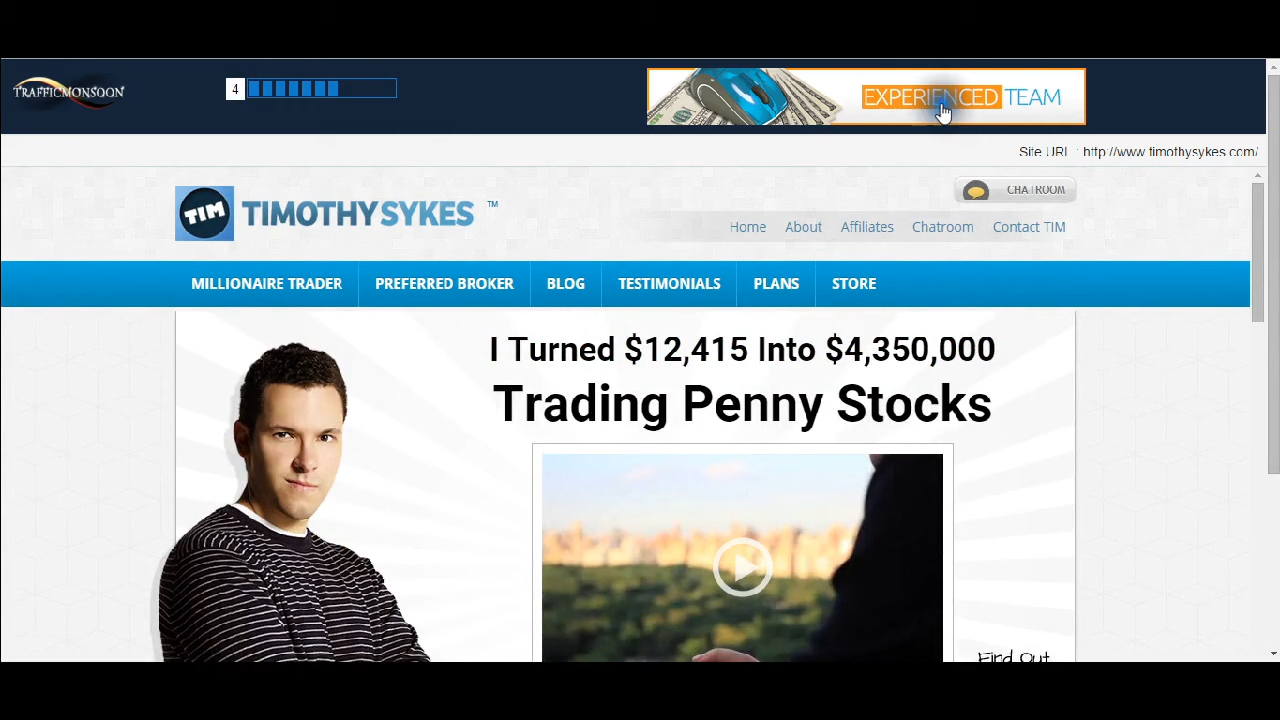 TRAFFICMONSOON
4
EXPERIENCED TEAM
Site URL : http://www.timothysykes.com/
CHATROOM
TIM TIMOTHYSYKES ™
Home About Affiliates Chatroom Contact TIM
MILLIONAIRE TRADER PREFERRED BROKER BLOG TESTIMONIALS PLANS STORE
I Turned $12,415 Into $4,350,000
Trading Penny Stocks
Find Out